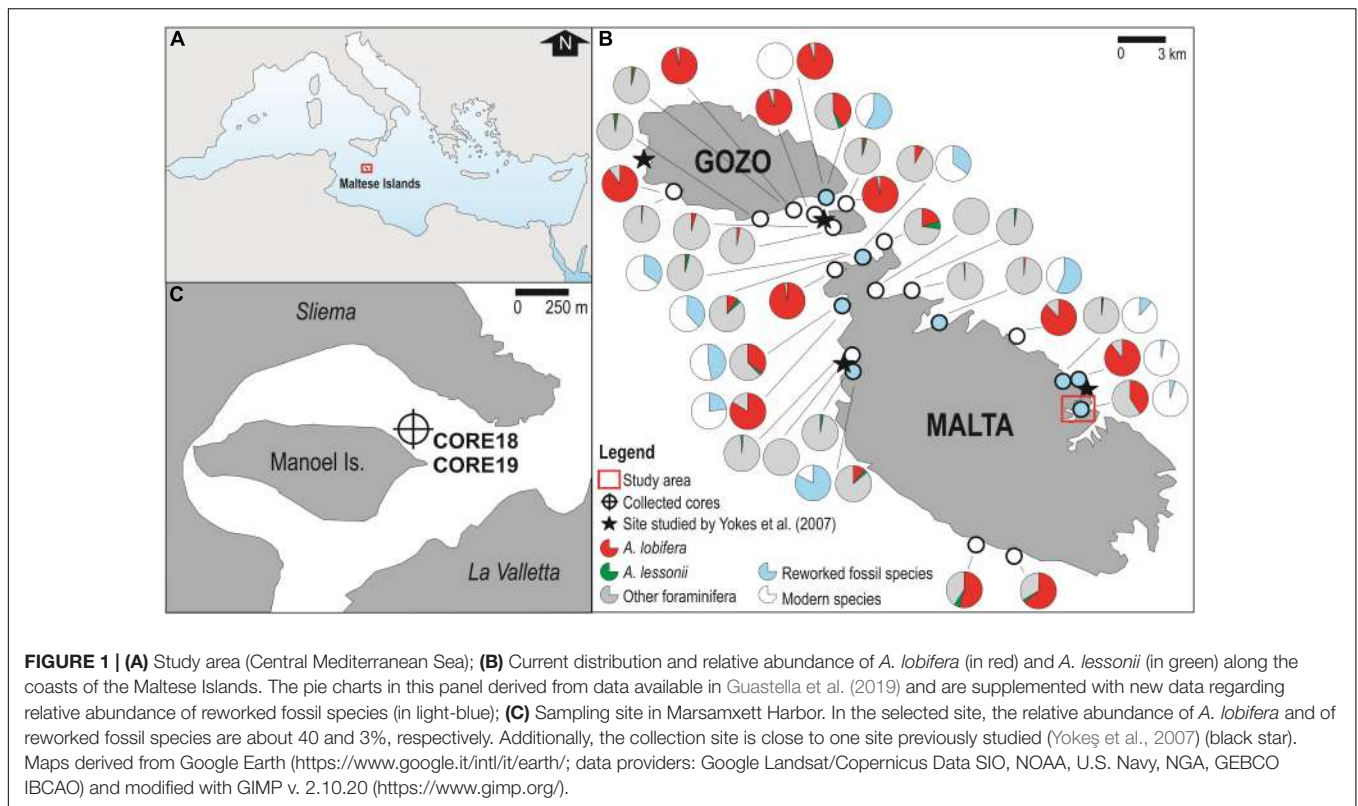 A
N
Maltese Islands
B
0 3 km
GOZO
MALTA
C
0 250 m
Sliema
Manoel Is.
CORE18
CORE19
La Valletta
Legend
Study area
Collected cores
Site studied by Yokes et al. (2007)
A. lobifera
A. lessonii
Other foraminifera
Reworked fossil species
Modern species
FIGURE 1 | (A) Study area (Central Mediterranean Sea); (B) Current distribution and relative abundance of A. lobifera (in red) and A. lessonii (in green) along the
coasts of the Maltese Islands. The pie charts in this panel derived from data available in Guastella et al. (2019) and are supplemented with new data regarding
relative abundance of reworked fossil species (in light-blue); (C) Sampling site in Marsamxett Harbor. In the selected site, the relative abundance of A. lobifera and of
reworked fossil species are about 40 and 3%, respectively. Additionally, the collection site is close to one site previously studied (Yokeş et al., 2007) (black star).
Maps derived from Google Earth (https://www.google.it/intl/it/earth/; data providers: Google Landsat/Copernicus Data SIO, NOAA, U.S. Navy, NGA, GEBCO
IBCAO) and modified with GIMP v. 2.10.20 (https://www.gimp.org/).